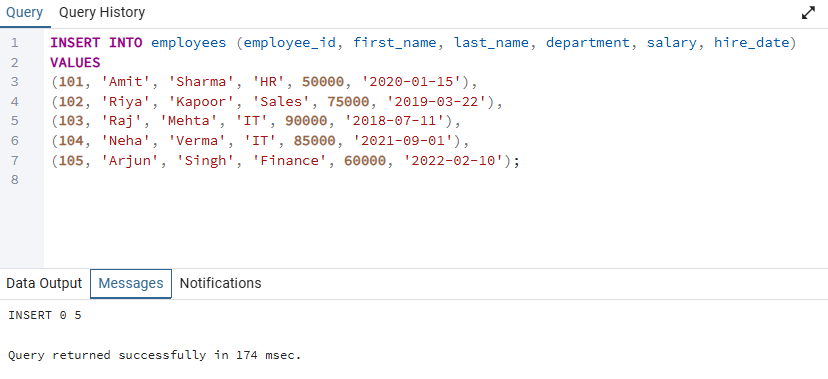 Query Query History
1 INSERT INTO employees (employee_id, first_name, last_name, department, salary, hire_date)
2 VALUES
3 (101, 'Amit', 'Sharma', 'HR', 50000, '2020-01-15'),
4 (102, 'Riya', 'Kapoor', 'Sales', 75000, '2019-03-22'),
5 (103, 'Raj', 'Mehta', 'IT', 90000, '2018-07-11'),
6 (104, 'Neha', 'Verma', 'IT', 85000, '2021-09-01'),
7 (105, 'Arjun', 'Singh', 'Finance', 60000, '2022-02-10');
8
Data Output Messages Notifications
INSERT 0 5
Query returned successfully in 174 msec.